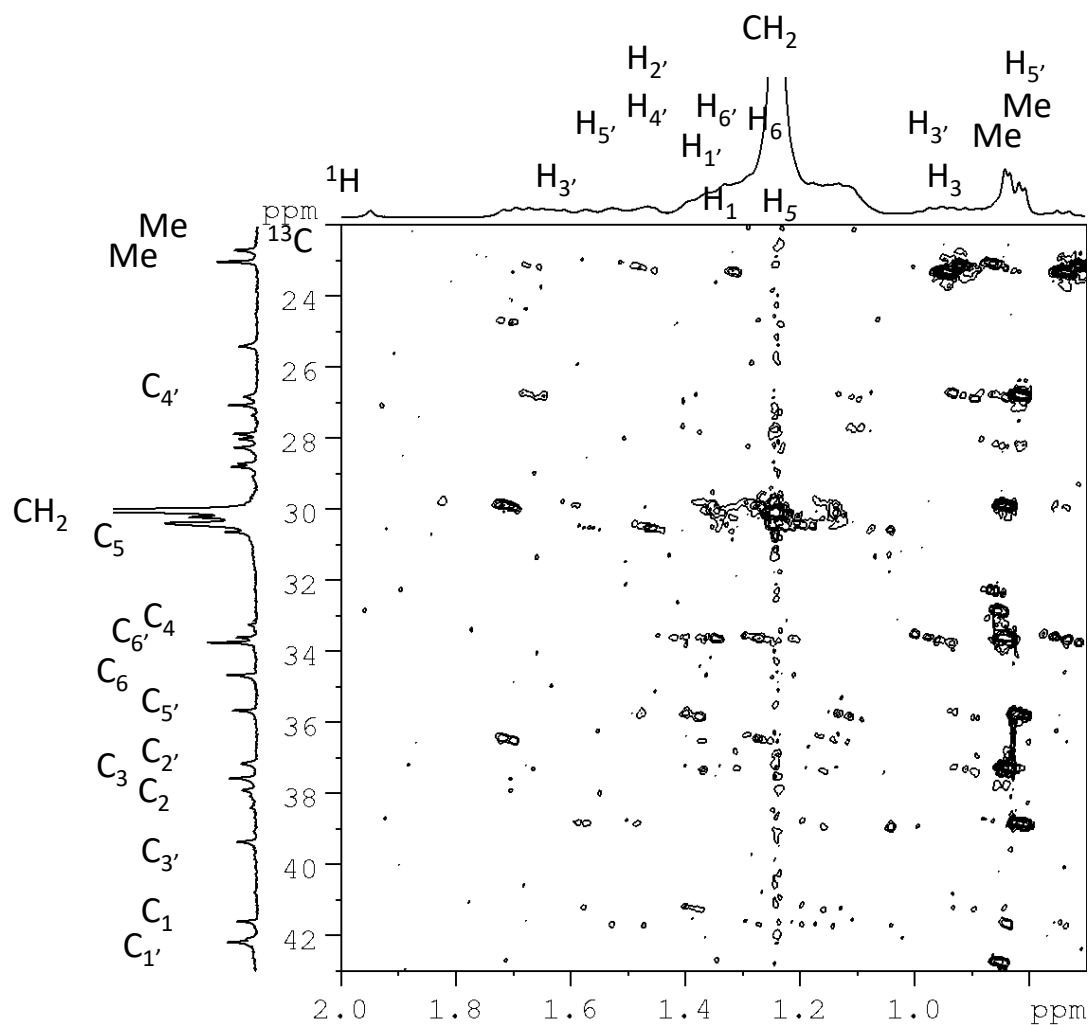 CH₂
H₂'
H₅'
H₅' H₄' H₆' H₆ H₃' Me Me
H₁'
¹H H₃' H₁ H₅ H₃
ppm
¹³C
Me
Me
C₄'
CH₂
C₅
C₄
C₆'
C₆
C₅'
C₂'
C₃
C₂
C₃'
C₁
C₁'
24
26
28
30
32
34
36
38
40
42
2.0 1.8 1.6 1.4 1.2 1.0 ppm